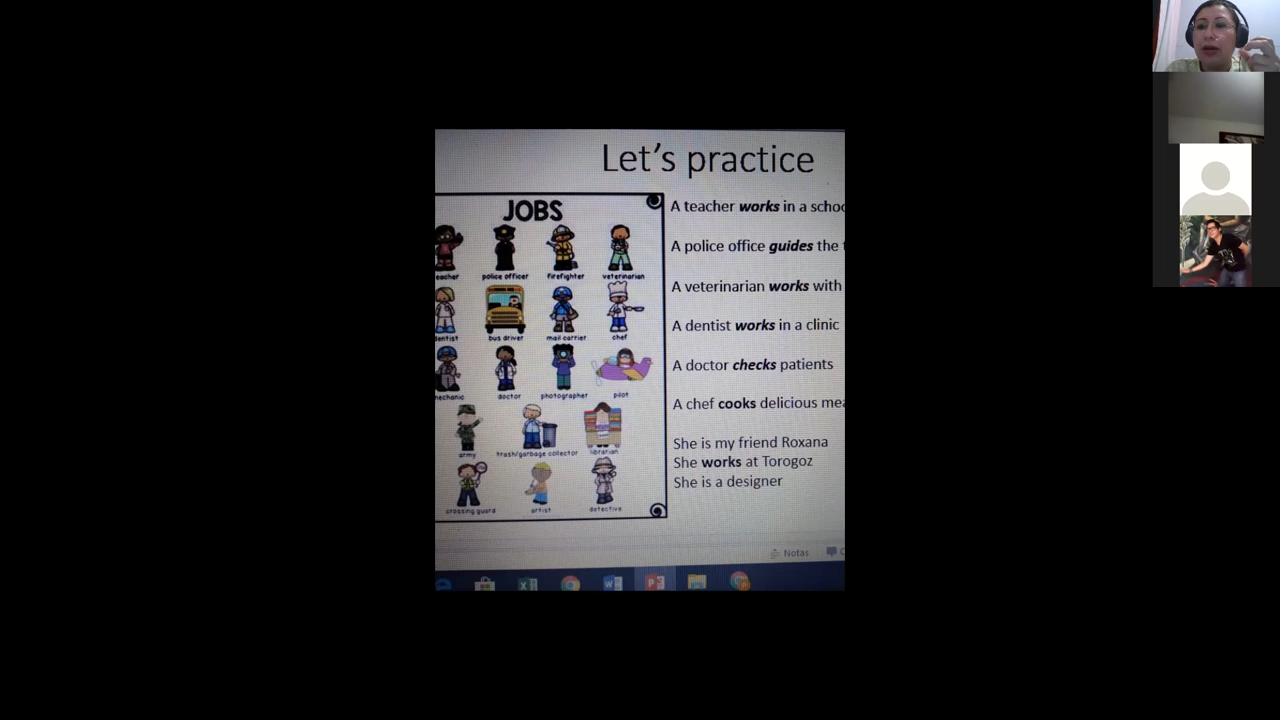 Let's practice
JOBS
eacher police officer firefighter veterinarian
dentist bus driver mail carrier chef
mechanic doctor photographer pilot
army trash/garbage collector librarian
crossing guard artist detective
A teacher works in a schoo
A police office guides the t
A veterinarian works with
A dentist works in a clinic
A doctor checks patients
A chef cooks delicious mea
She is my friend Roxana
She works at Torogoz
She is a designer
Notas